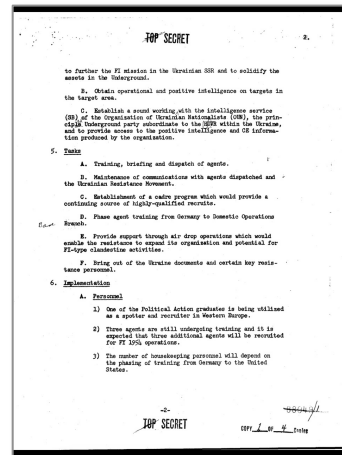 TOP SECRET
2.
to further the FI mission in the Ukrainian SSR and to solidify the
assets in the Underground.
B. Obtain operational and positive intelligence on targets in
the target area.
C. Establish a sound working with the intelligence service
(SB) of the Organization of Ukrainian Nationalists (OUN), the prin-
ciple Underground party subordinate to the UHVR within the Ukraine,
and to provide access to the positive intelligence and CE informa-
tion produced by the organization.
5. Tasks
A. Training, briefing and dispatch of agents.
B. Maintenance of communications with agents dispatched and
the Ukrainian Resistance Movement.
C. Establishment of a cadre program which would provide a
continuing source of highly-qualified recruits.
D. Phase agent training from Germany to Domestic Operations
Branch.
E. Provide support through air drop operations which would
enable the resistance to expand its organization and potential for
FI-type clandestine activities.
F. Bring out of the Ukraine documents and certain key resis-
tance personnel.
6. Implementation
A. Personnel
1) One of the Political Action graduates is being utilized
as a spotter and recruiter in Western Europe.
2) Three agents are still undergoing training and it is
expected that three additional agents will be recruited
for FY 1954 operations.
3) The number of housekeeping personnel will depend on
the phasing of training from Germany to the United
States.
-2-
TOP SECRET
COPY 1 OF 4 Copies